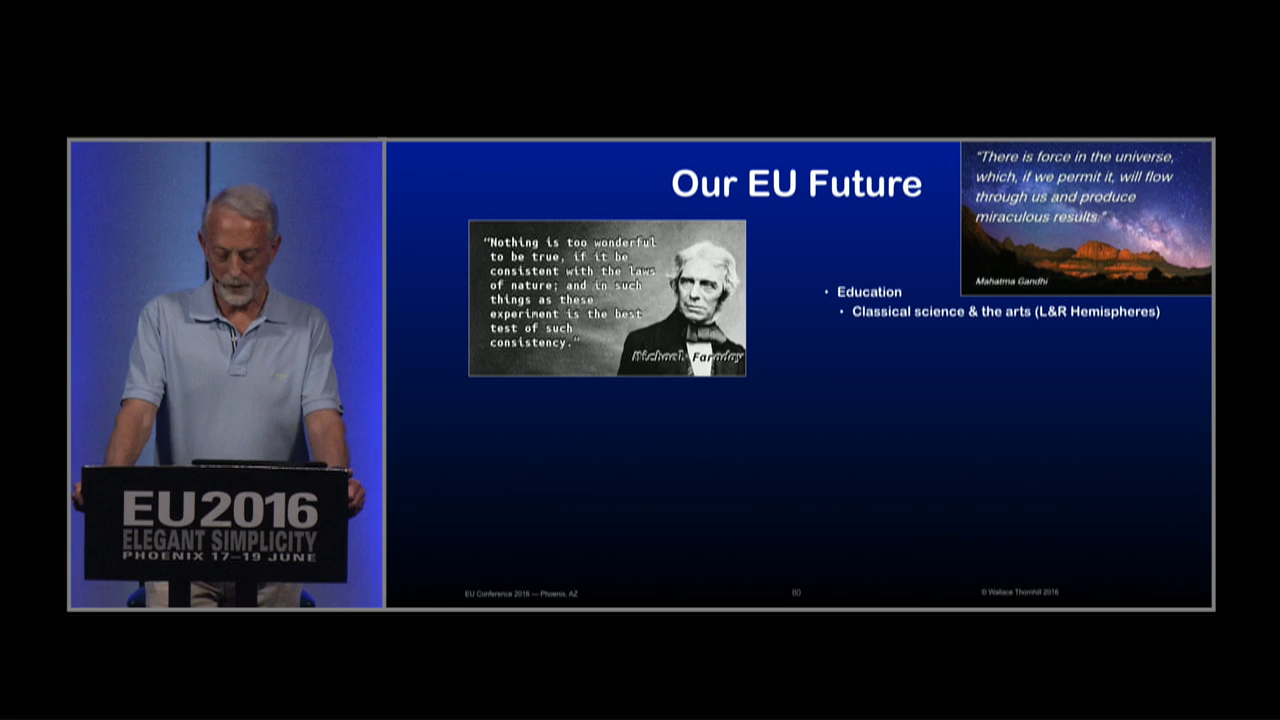 EU2016
ELEGANT SIMPLICITY
PHOENIX 17–19 JUNE
Our EU Future
“Nothing is too wonderful
to be true, if it be
consistent with the laws
of nature; and in such
things as these
experiment is the best
test of such
consistency.”
Michael Faraday
“There is force in the universe,
which, if we permit it, will flow
through us and produce
miraculous results.”
Mahatma Gandhi
• Education
• Classical science & the arts (L&R Hemispheres)
EU Conference 2016 — Phoenix, AZ
60
© Wallace Thornhill 2016